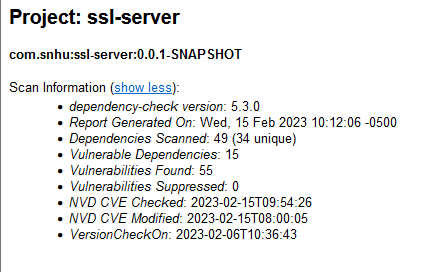 Project: ssl-server
com.snhu:ssl-server:0.0.1-SNAPSHOT
Scan Information (show less):
• dependency-check version: 5.3.0
• Report Generated On: Wed, 15 Feb 2023 10:12:06 -0500
• Dependencies Scanned: 49 (34 unique)
• Vulnerable Dependencies: 15
• Vulnerabilities Found: 55
• Vulnerabilities Suppressed: 0
• NVD CVE Checked: 2023-02-15T09:54:26
• NVD CVE Modified: 2023-02-15T08:00:05
• VersionCheckOn: 2023-02-06T10:36:43